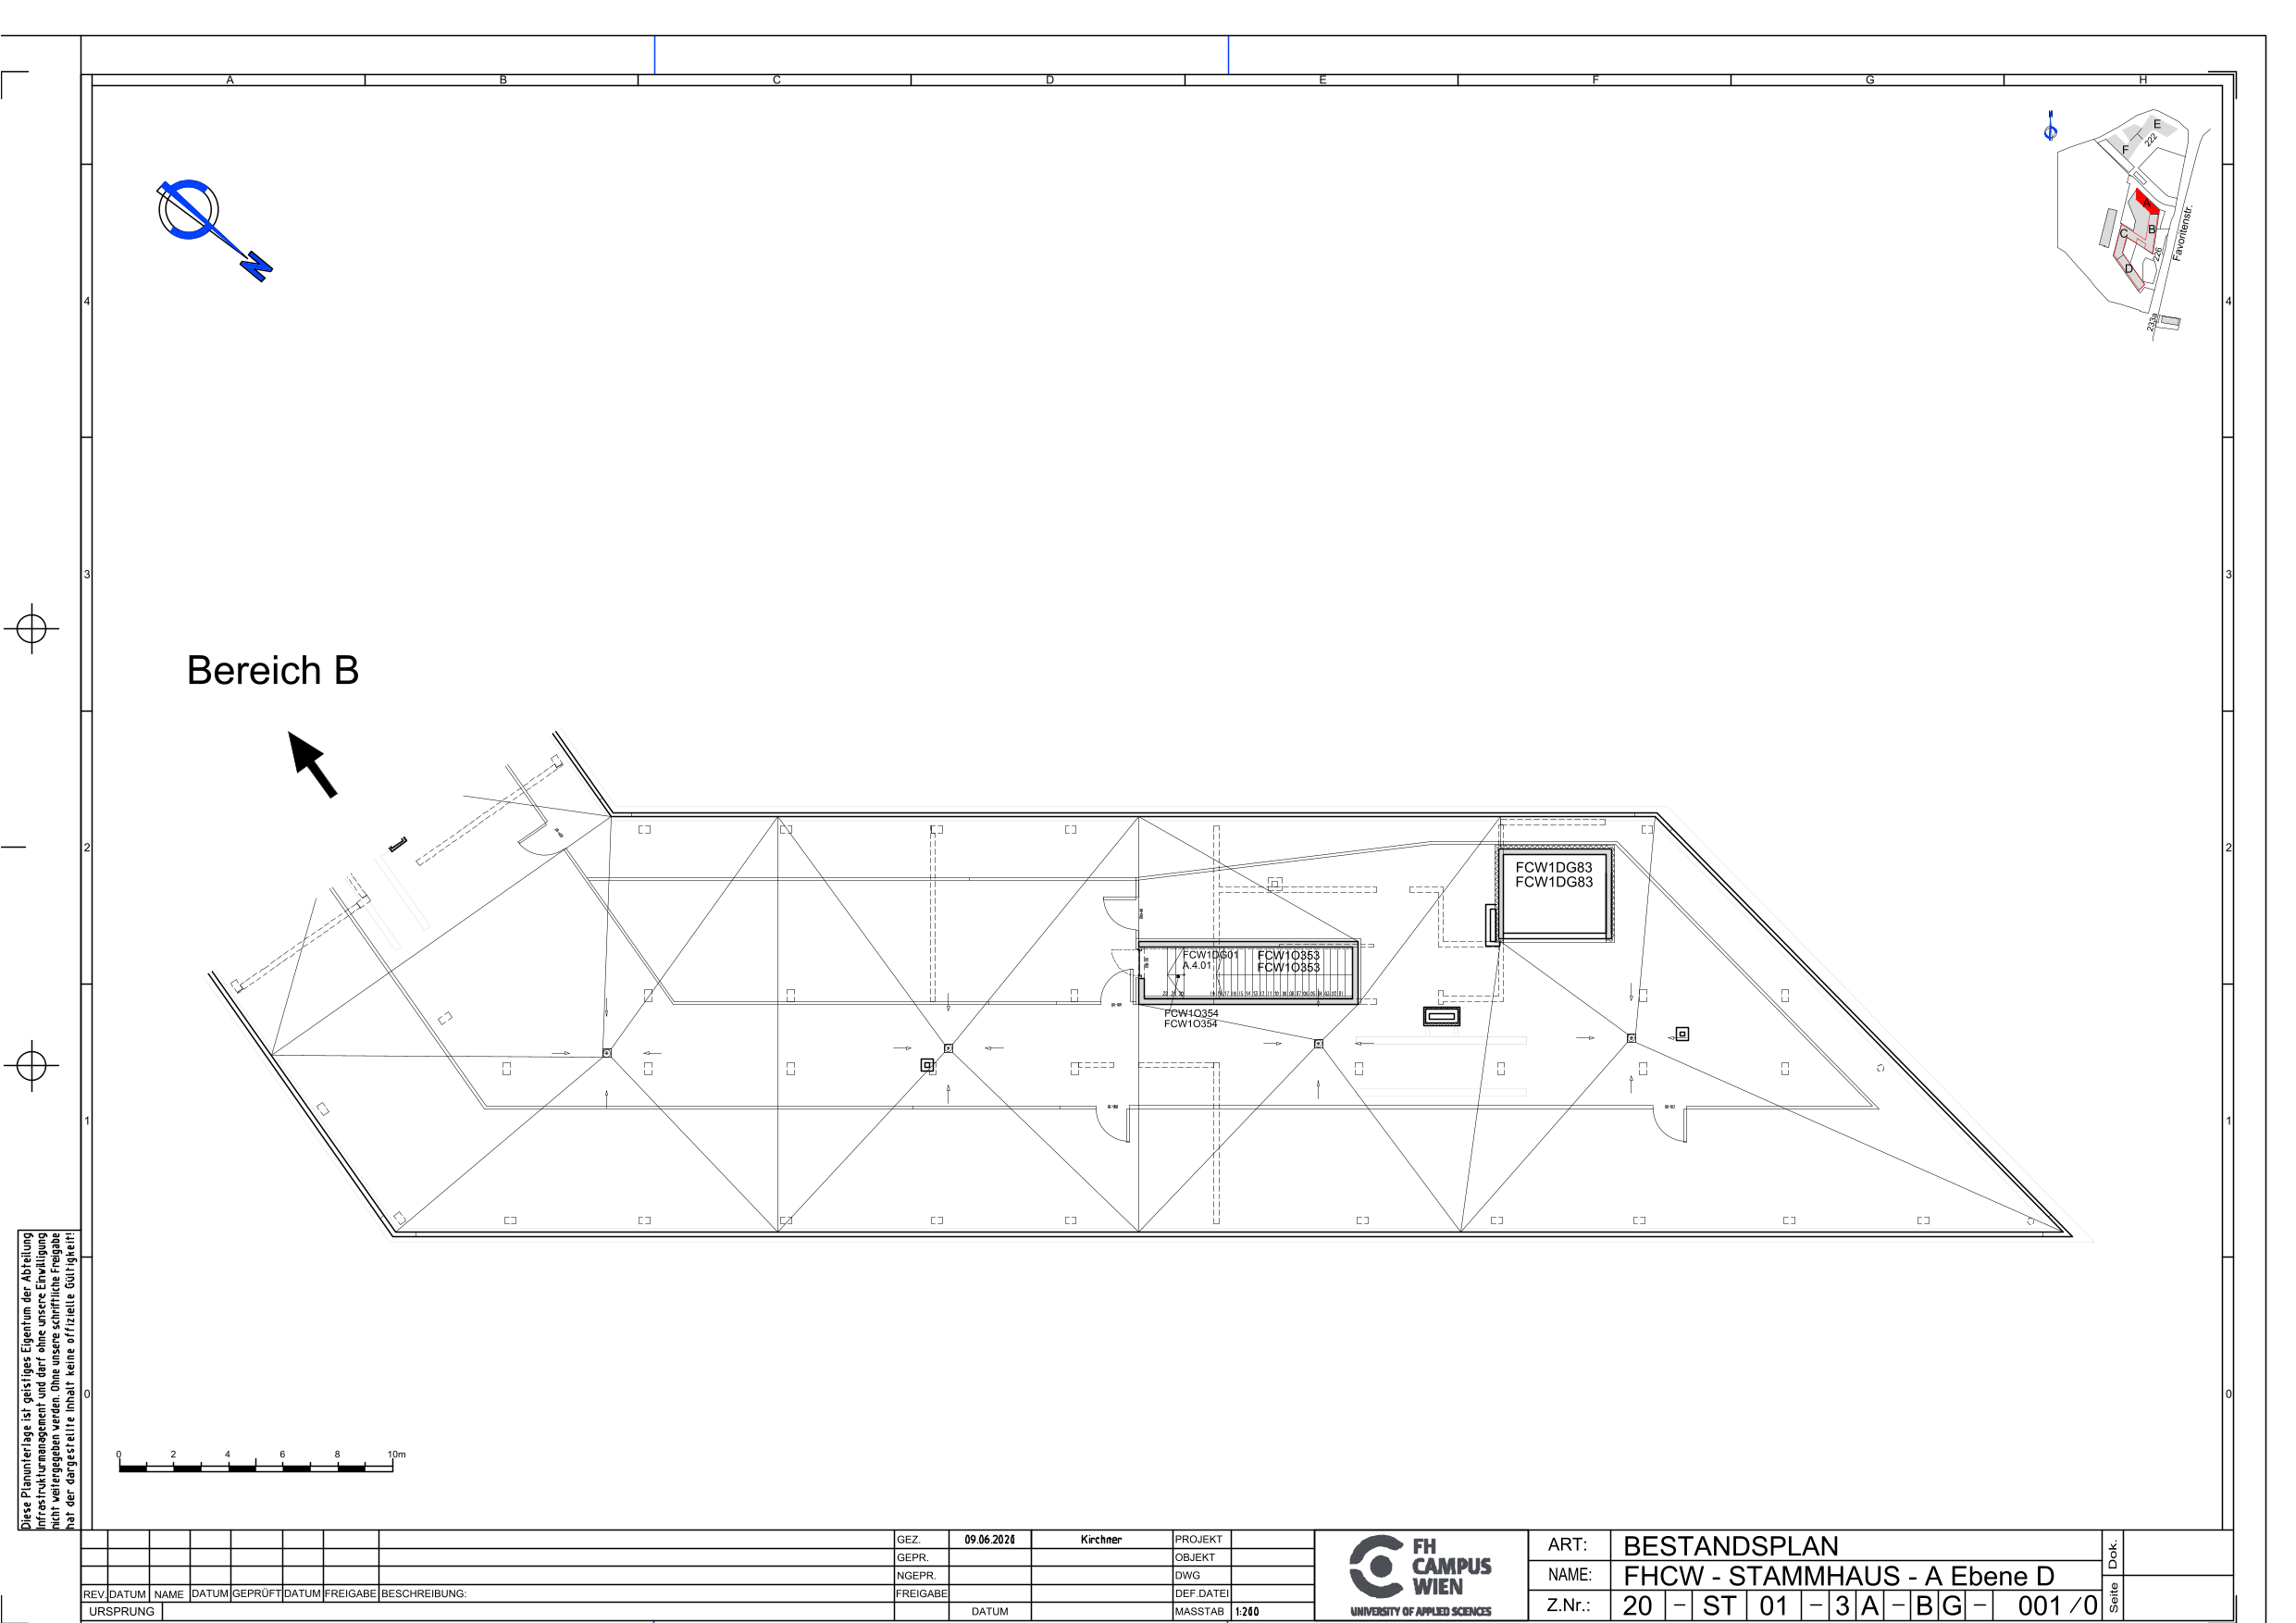 A B C D E F G H
N
N
E
F
222
A
B
C
226
D
Favoritenstr.
233a
4 4
3 3
Bereich B
2 2
FCW1DG83
FCW1DG83
FCW1DG01
A.4.01
FCW1O353
FCW1O353
FCW1O354
FCW1O354
1 1
0 0
0 2 4 6 8 10m
Diese Planunterlage ist geistiges Eigentum der Abteilung
Infrastrukturmanagement und darf ohne unsere Einwilligung
nicht weitergegeben werden. Ohne unsere schriftliche Freigabe
hat der dargestellte Inhalt keine offizielle Gültigkeit!
REV. DATUM NAME DATUM GEPRÜFT DATUM FREIGABE BESCHREIBUNG:
URSPRUNG
GEZ. 09.06.2020 Kirchner PROJEKT
GEPR. OBJEKT
NGEPR. DWG
FREIGABE DEF.DATEI
DATUM MASSTAB
FH
CAMPUS
WIEN
UNIVERSITY OF APPLIED SCIENCES
ART: BESTANDSPLAN
NAME: FHCW - STAMMHAUS - A Ebene D
Z.Nr.: 20 - ST 01 - 3 A - B G - 001 /0
Dok.
Seite